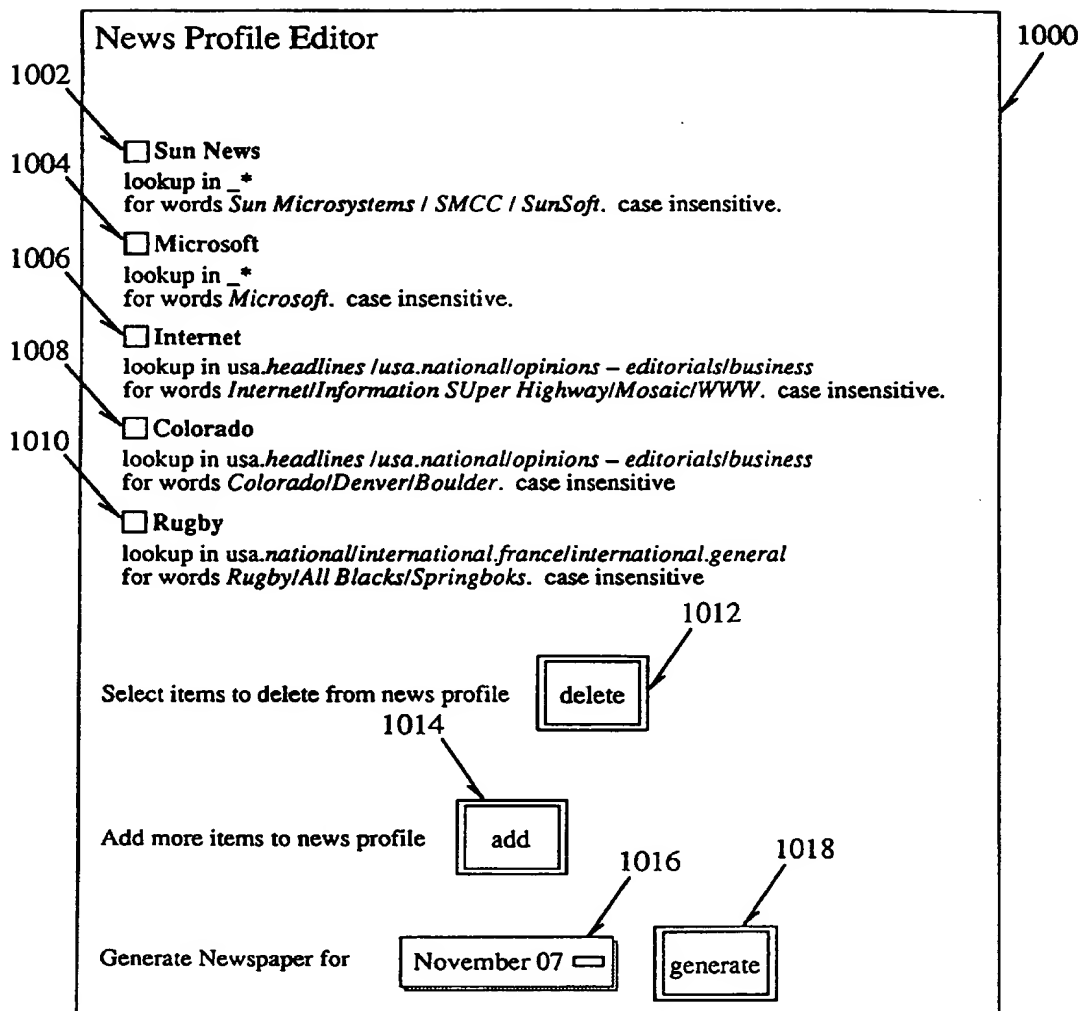 News Profile Editor
1000
1002
Sun News
1004
lookup in _*
for words Sun Microsystems / SMCC / SunSoft. case insensitive.
Microsoft
1006
lookup in _*
for words Microsoft. case insensitive.
Internet
1008
lookup in usa.headlines /usa.national/opinions – editorials/business
for words Internet/Information SUper Highway/Mosaic/WWW. case insensitive.
Colorado
1010
lookup in usa.headlines /usa.national/opinions – editorials/business
for words Colorado/Denver/Boulder. case insensitive
Rugby
lookup in usa.national/international.france/international.general
for words Rugby/All Blacks/Springboks. case insensitive
1012
Select items to delete from news profile delete
1014
Add more items to news profile add
1016 1018
Generate Newspaper for November 07 generate